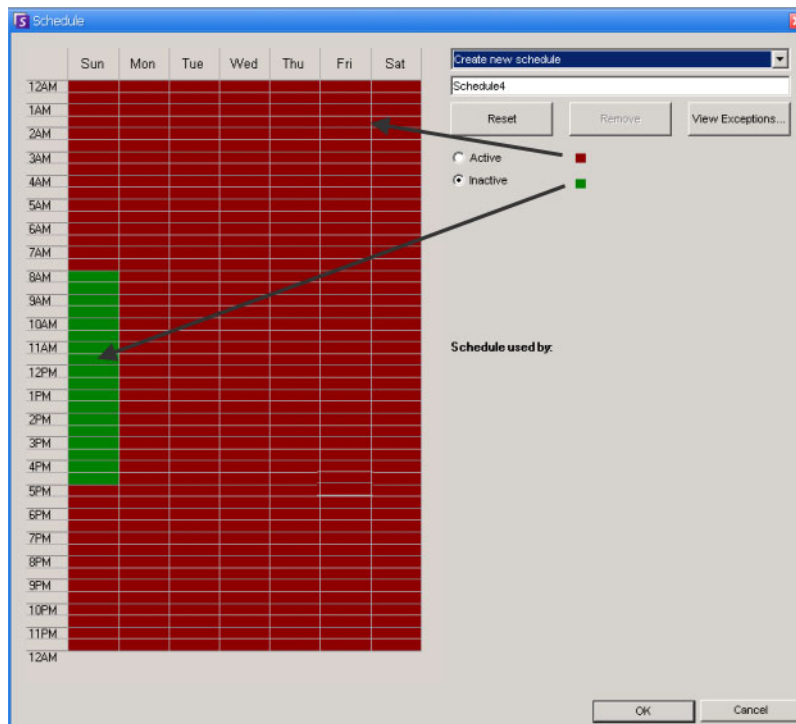 Schedule
Sun Mon Tue Wed Thu Fri Sat
Create new schedule
Schedule4
Reset Remove View Exceptions...
Active
Inactive
Schedule used by:
12AM
1AM
2AM
3AM
4AM
5AM
6AM
7AM
8AM
9AM
10AM
11AM
12PM
1PM
2PM
3PM
4PM
5PM
6PM
7PM
8PM
9PM
10PM
11PM
12AM
OK Cancel